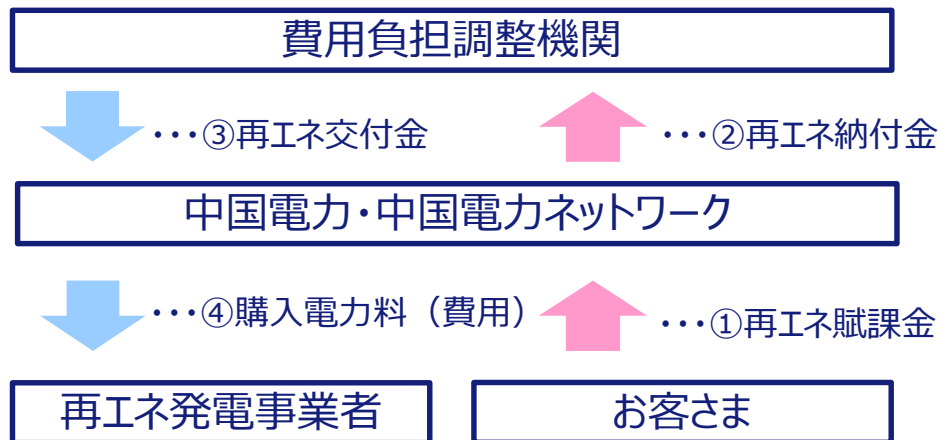 費用負担調整機関
・・・③再エネ交付金
・・・②再エネ納付金
中国電力・中国電力ネットワーク
・・・④購入電力料（費用）
・・・①再エネ賦課金
再エネ発電事業者
お客さま